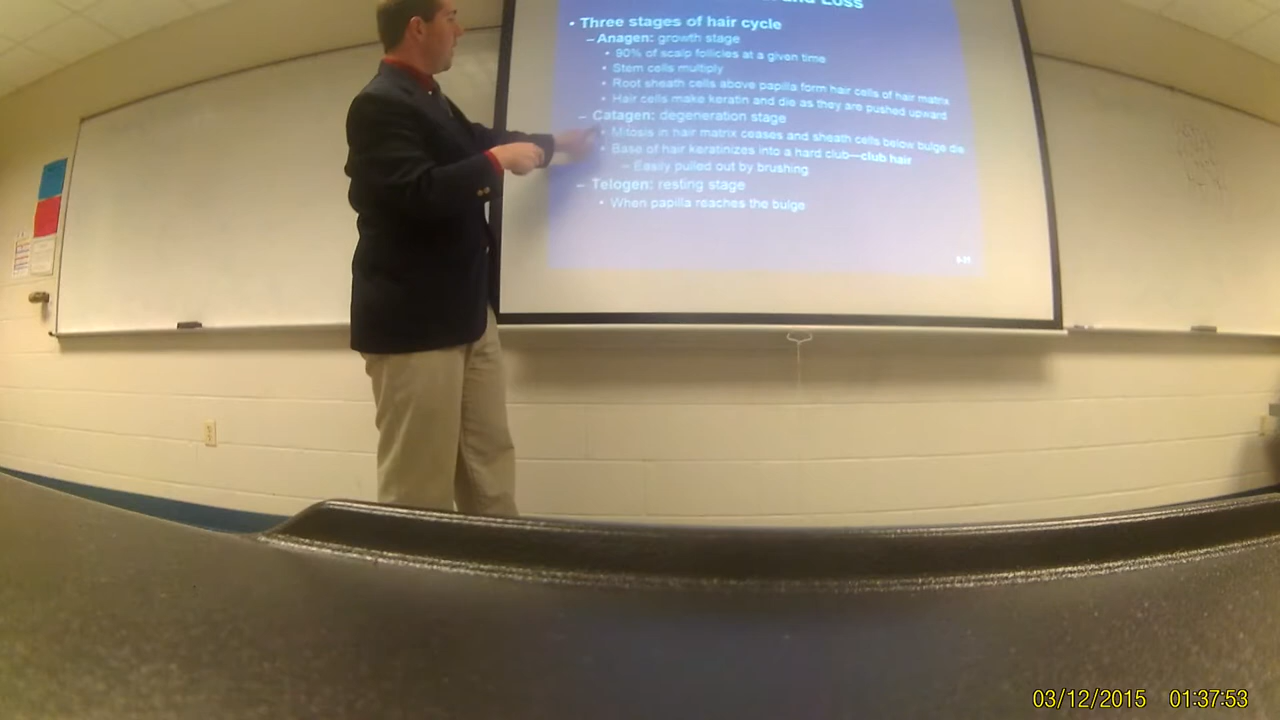 and Loss
• Three stages of hair cycle
– Anagen: growth stage
• 90% of scalp follicles at a given time
• Stem cells multiply
• Root sheath cells above papilla form hair cells of hair matrix
• Hair cells make keratin and die as they are pushed upward
– Catagen: degeneration stage
• Mitosis in hair matrix ceases and sheath cells below bulge die
• Base of hair keratinizes into a hard club—club hair
– Easily pulled out by brushing
– Telogen: resting stage
• When papilla reaches the bulge
03/12/2015 01:37:53